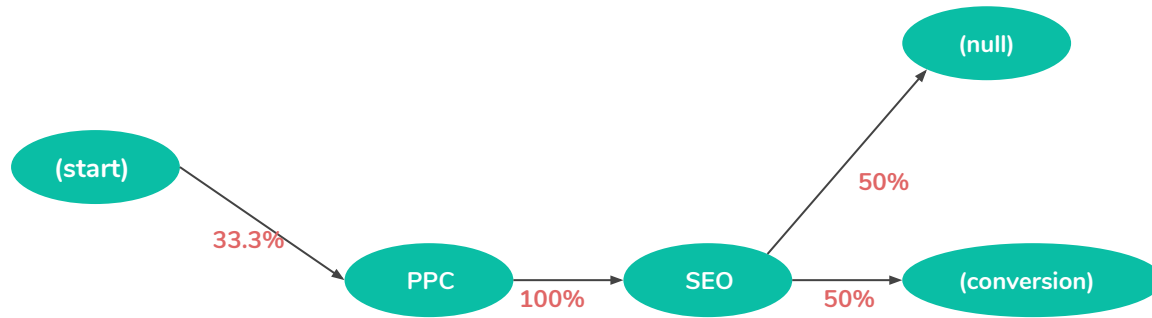 (null)
(start)
50%
33.3%
PPC
SEO
(conversion)
100%
50%